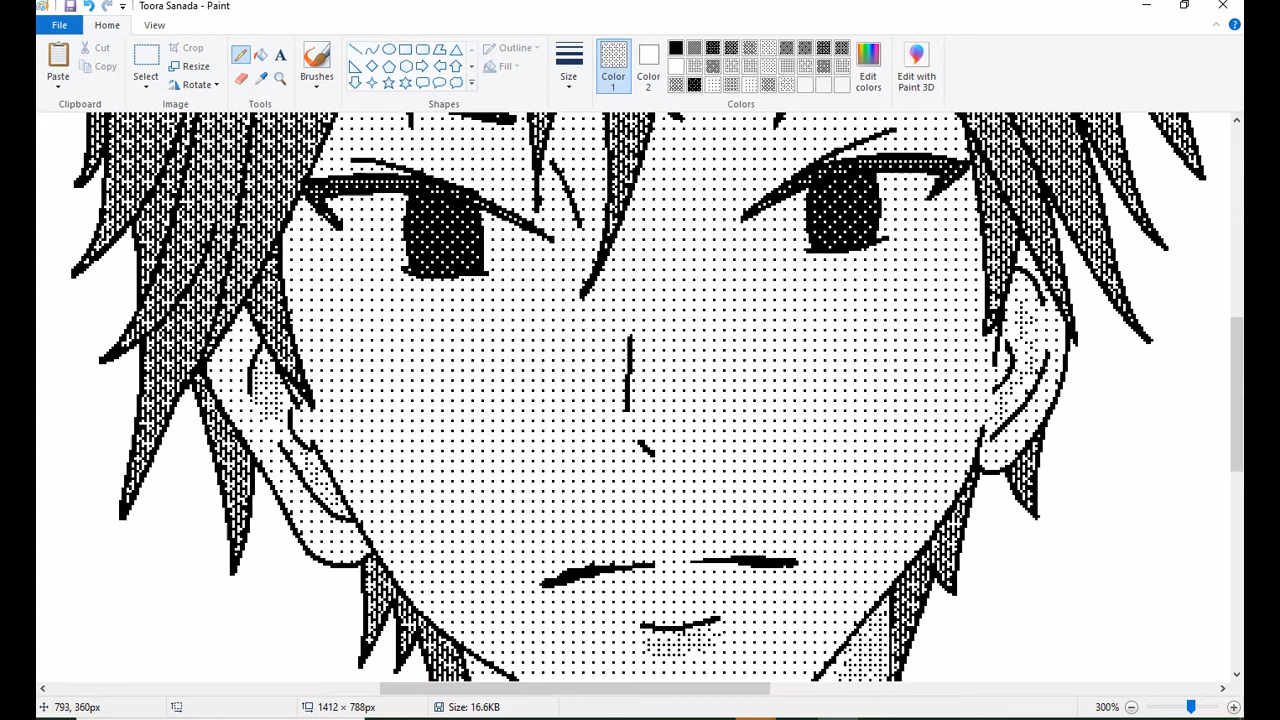 Toora Sanada - Paint
File Home View
Cut
Copy
Paste
Clipboard
Crop
Resize
Rotate
Select
Image
Tools
Brushes
Outline
Fill
Shapes
Size
Color 1
Color 2
Colors
Edit colors
Edit with Paint 3D
793, 360px
1412 × 788px
Size: 16.6KB
300%